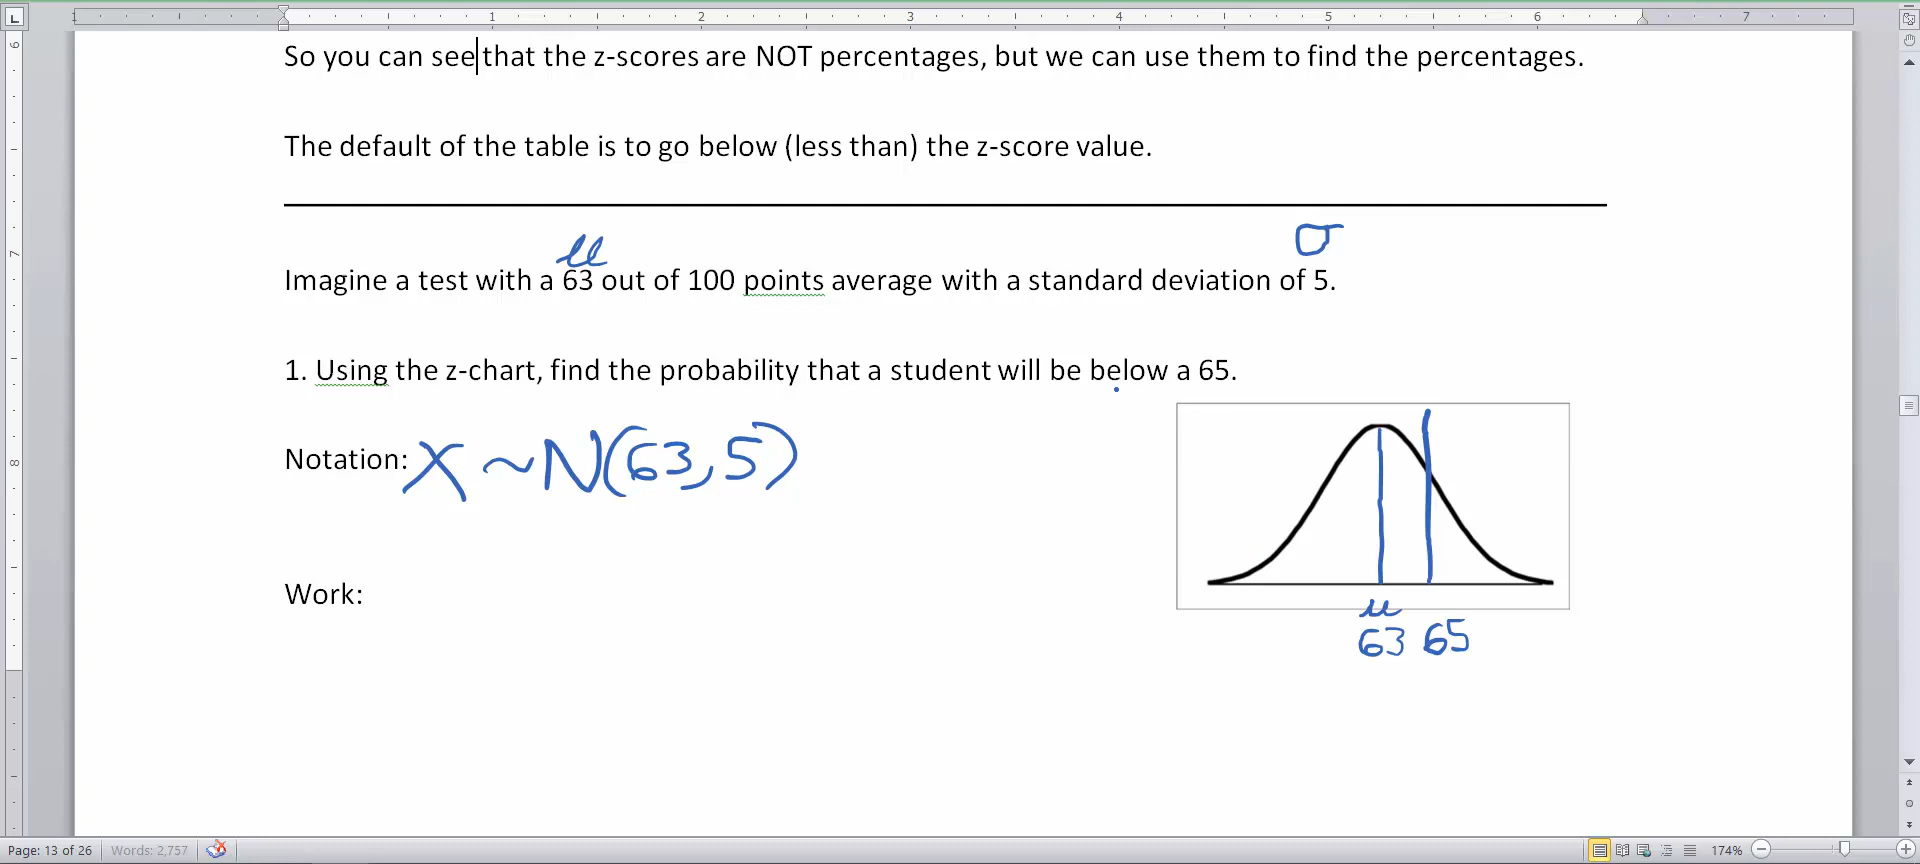 1 1 2 3 4 5 6 7
6
So you can see that the z-scores are NOT percentages, but we can use them to find the percentages.
The default of the table is to go below (less than) the z-score value.
μ σ
7
Imagine a test with a 63 out of 100 points average with a standard deviation of 5.
1. Using the z-chart, find the probability that a student will be below a 65.
8
Notation: X ~ N(63, 5)
Work:
μ
63 65
Page: 13 of 26 Words: 2,757 174%